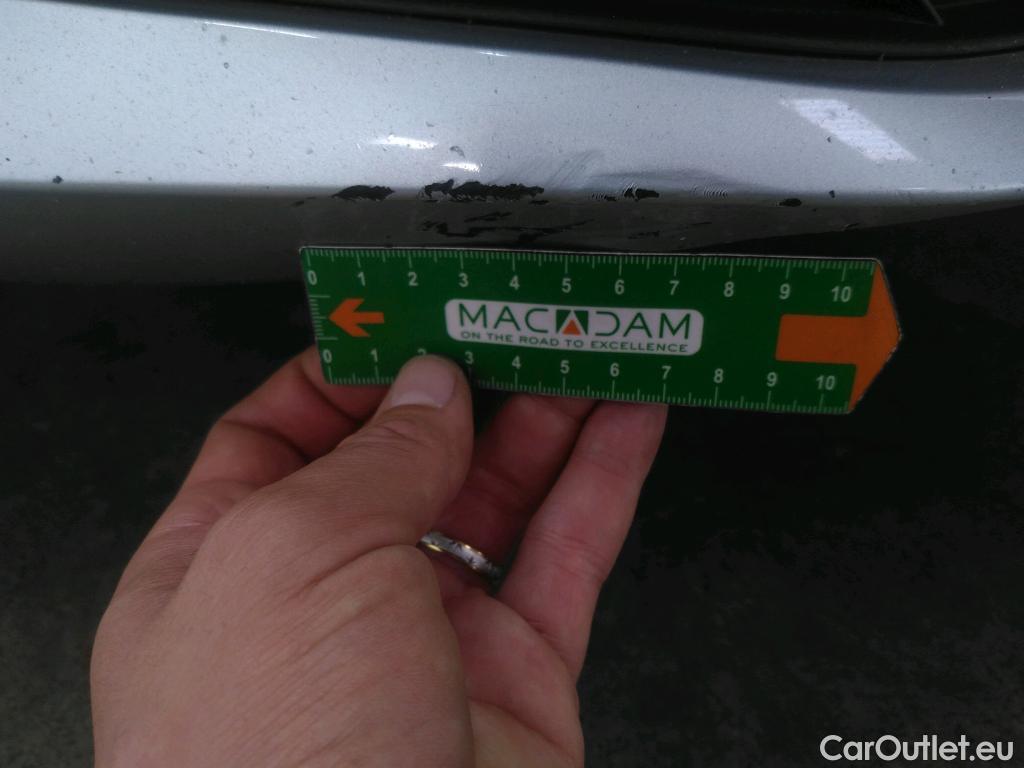 0 1 2 3 4 5 6 7 8 9 10
MACADAM
ON THE ROAD TO EXCELLENCE
0 1 2 3 4 5 6 7 8 9 10
CarOutlet.eu